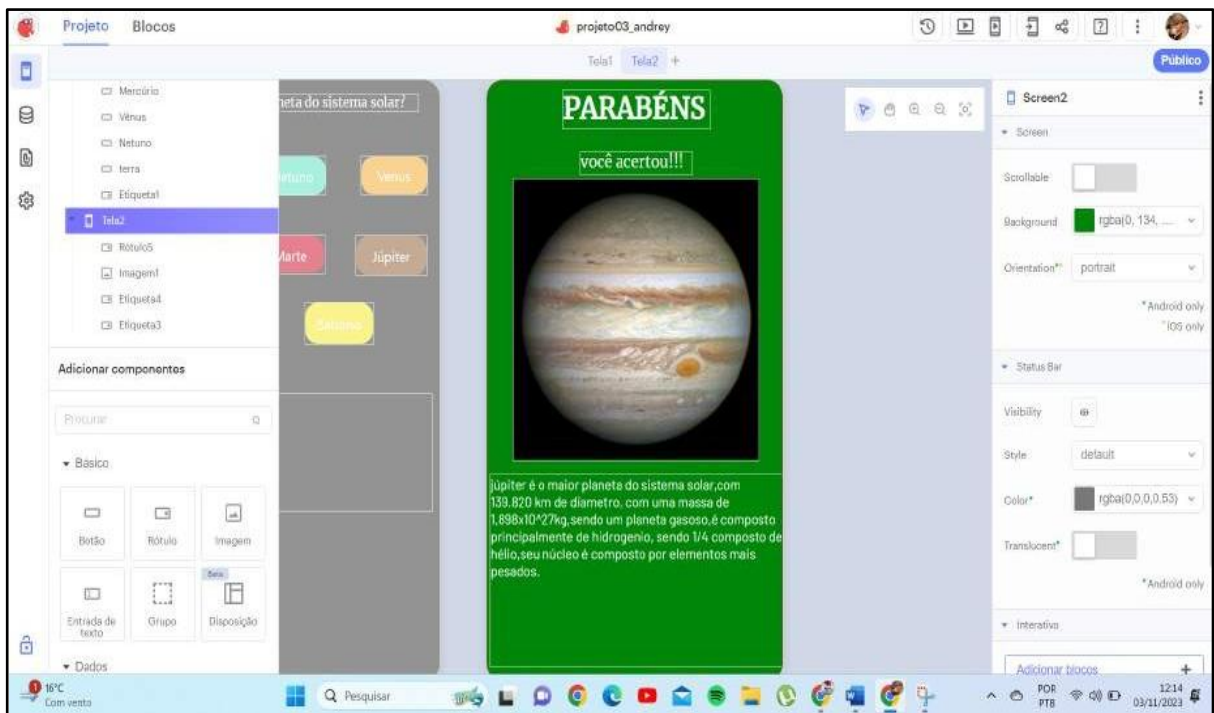 Projeto Blocos
projeto03_andrey
Tela1 Tela2 +
Público
Mercúrio
Vênus
Netuno
terra
Etiqueta1
Tela2
Rótulo5
Imagem1
Etiqueta4
Etiqueta3
Adicionar componentes
Procurar
Básico
Botão
Rótulo
Imagem
Entrada de texto
Grupo
Beta
Disposição
Dados
neta do sistema solar?
Venus
Marte
Júpiter
PARABÉNS
você acertou!!!
júpiter é o maior planeta do sistema solar,com
139.820 km de diametro, com uma massa de
1,898x10^27kg,sendo um planeta gasoso,é composto
principalmente de hidrogenio, sendo 1/4 composto de
hélio,seu núcleo é composto por elementos mais
pesados.
Screen2
Screen
Scrollable
Background rgba(0, 134, ...
Orientation*° portrait
*Android only
°iOS only
Status Bar
Visibility
Style default
Color* rgba(0,0,0,0.53)
Translucent*
*Android only
Interativo
Adicionar blocos +
1
16°C
Com vento
Pesquisar
POR
PTB
12:14
03/11/2023